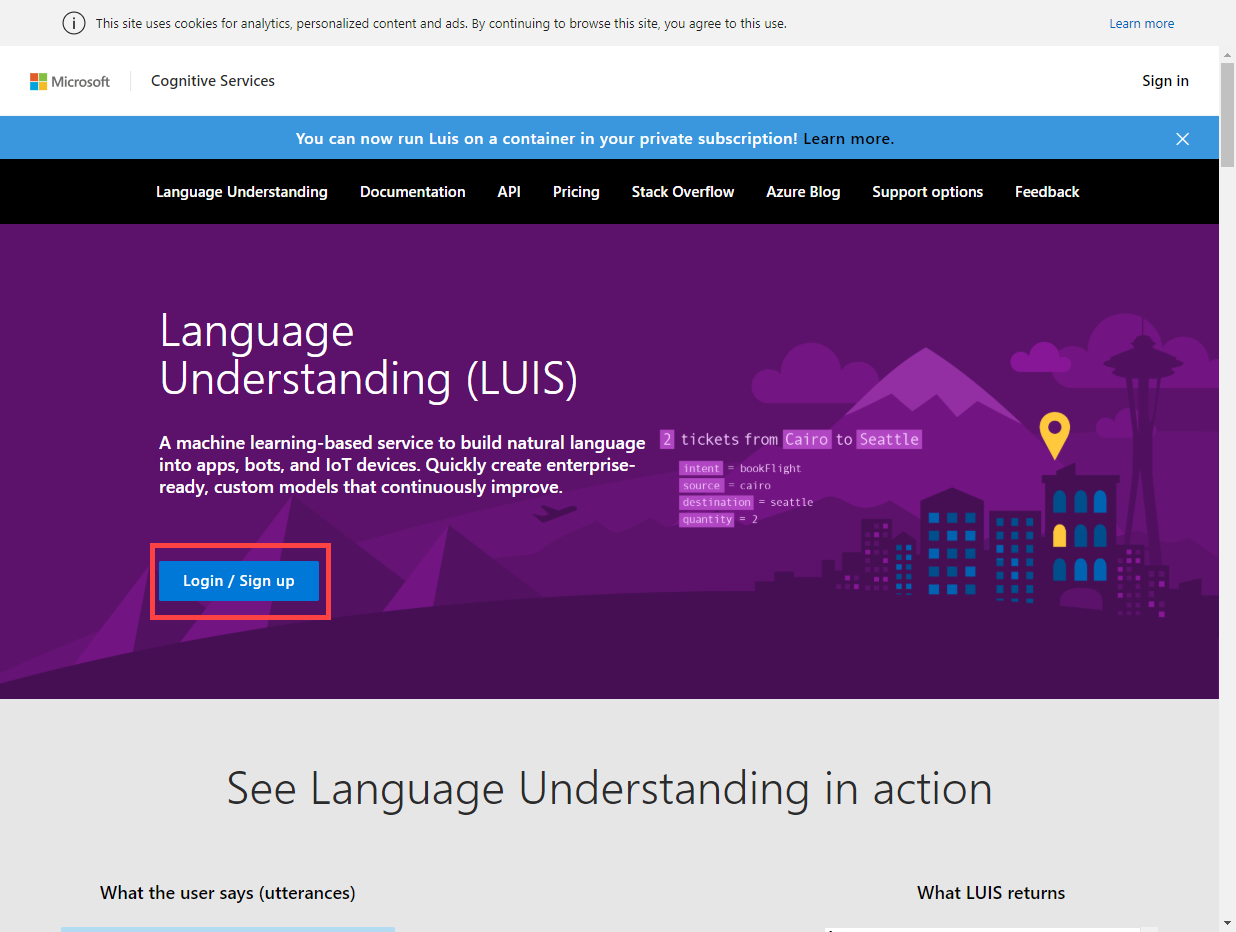 This site uses cookies for analytics, personalized content and ads. By continuing to browse this site, you agree to this use.
Learn more
Microsoft
Cognitive Services
Sign in
You can now run Luis on a container in your private subscription! Learn more.
Language Understanding
Documentation
API
Pricing
Stack Overflow
Azure Blog
Support options
Feedback
Language
Understanding (LUIS)
A machine learning-based service to build natural language
into apps, bots, and IoT devices. Quickly create enterprise-
ready, custom models that continuously improve.
2 tickets from Cairo to Seattle
intent = bookFlight
source = cairo
destination = seattle
quantity = 2
Login / Sign up
See Language Understanding in action
What the user says (utterances)
What LUIS returns